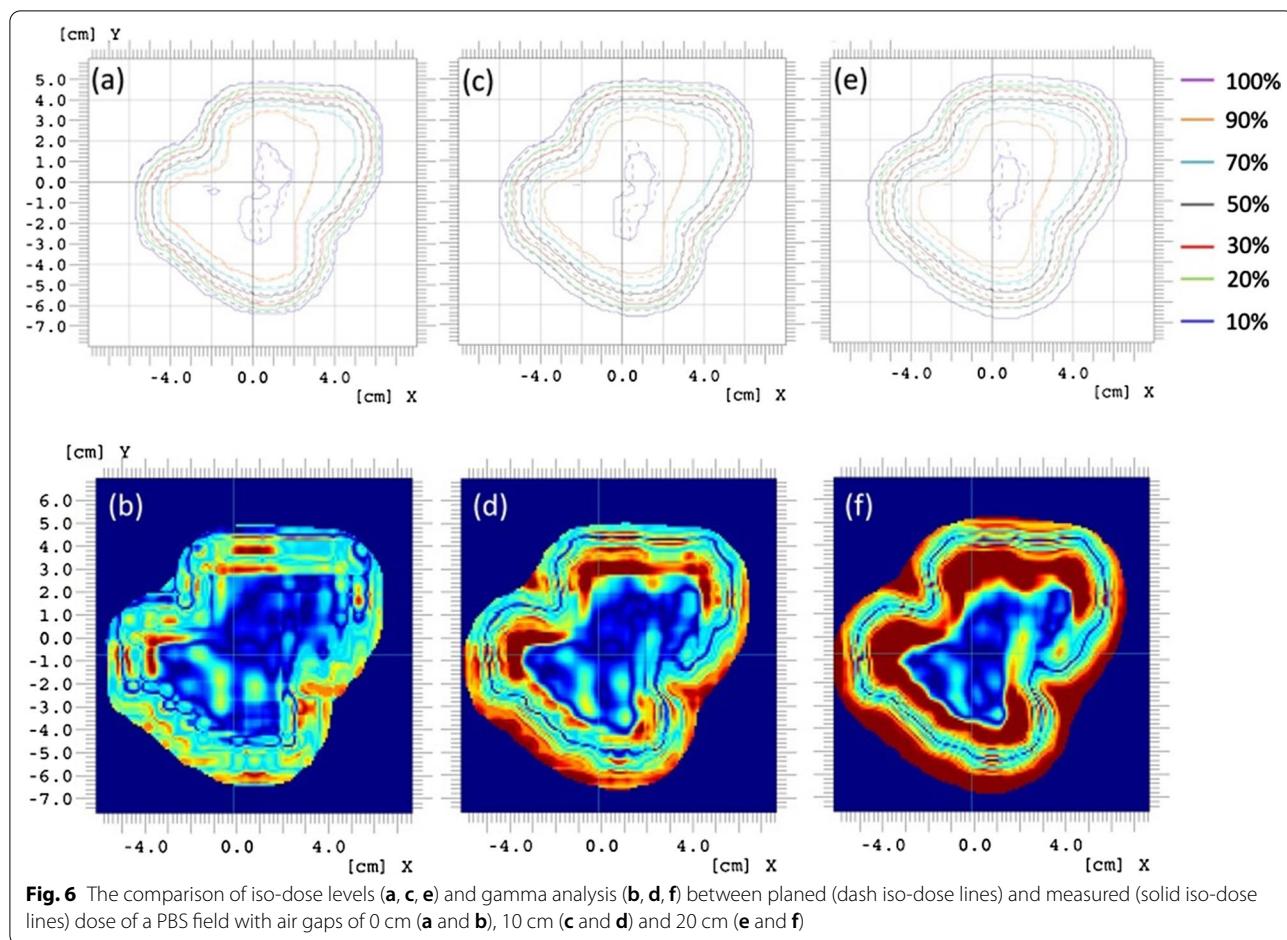 [cm] Y
(a) (c) (e)
5.0
4.0
3.0
2.0
1.0
0.0
-1.0
-2.0
-3.0
-4.0
-5.0
-6.0
-7.0
-4.0 0.0 4.0
[cm] X
-4.0 0.0 4.0
[cm] X
-4.0 0.0 4.0
[cm] X
100%
90%
70%
50%
30%
20%
10%
[cm] Y
(b) (d) (f)
6.0
5.0
4.0
3.0
2.0
1.0
0.0
-1.0
-2.0
-3.0
-4.0
-5.0
-6.0
-7.0
-4.0 0.0 4.0
[cm] X
-4.0 0.0 4.0
[cm] X
-4.0 0.0 4.0
[cm] X
Fig. 6 The comparison of iso-dose levels (a, c, e) and gamma analysis (b, d, f) between planed (dash iso-dose lines) and measured (solid iso-dose
lines) dose of a PBS field with air gaps of 0 cm (a and b), 10 cm (c and d) and 20 cm (e and f)